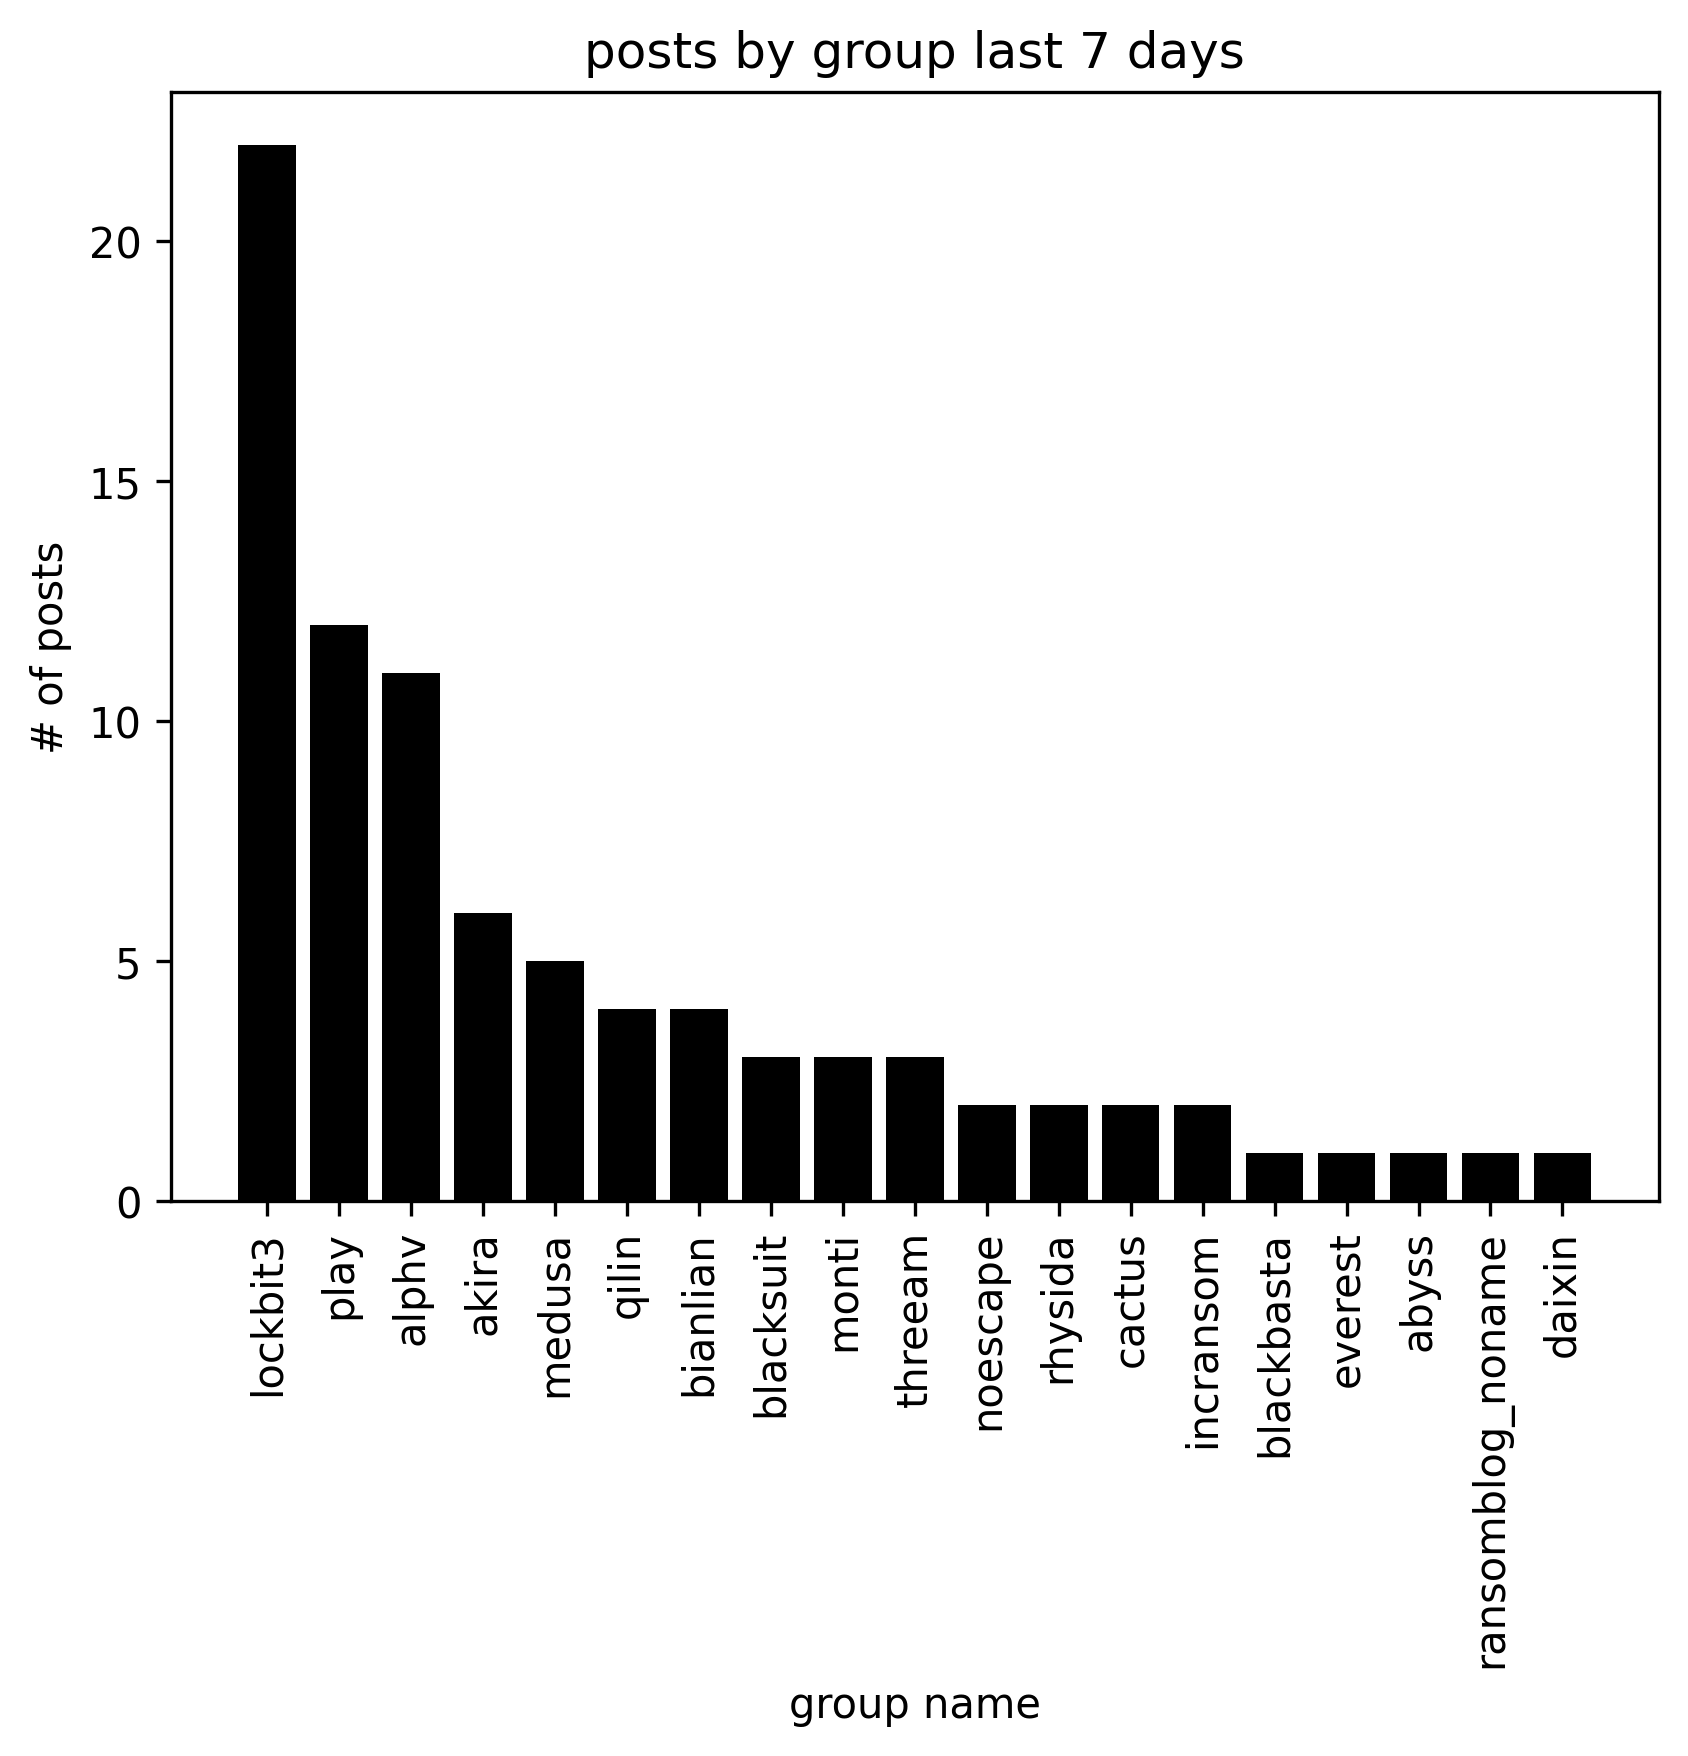 posts by group last 7 days
# of posts
20
15
10
5
0
lockbit3
play
alphv
akira
medusa
qilin
bianlian
blacksuit
monti
threeam
noescape
rhysida
cactus
incransom
blackbasta
everest
abyss
ransomblog_noname
daixin
group name